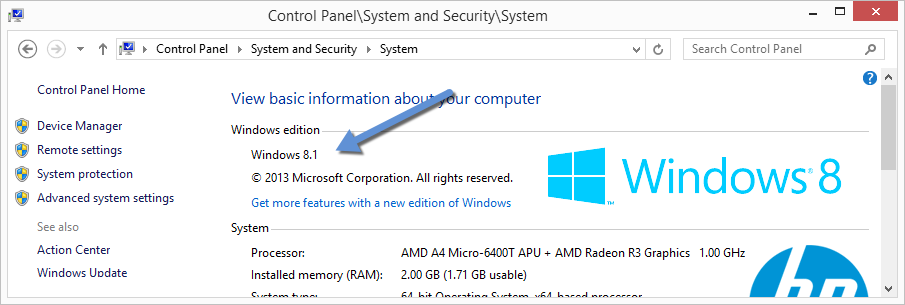 Control Panel\System and Security\System
Control Panel System and Security System
Search Control Panel
Control Panel Home
Device Manager
Remote settings
System protection
Advanced system settings
See also
Action Center
Windows Update
View basic information about your computer
Windows edition
Windows 8.1
© 2013 Microsoft Corporation. All rights reserved.
Get more features with a new edition of Windows
Windows® 8
System
Processor: AMD A4 Micro-6400T APU + AMD Radeon R3 Graphics 1.00 GHz
Installed memory (RAM): 2.00 GB (1.71 GB usable)
System type: 64-bit Operating System, x64-based processor
hp